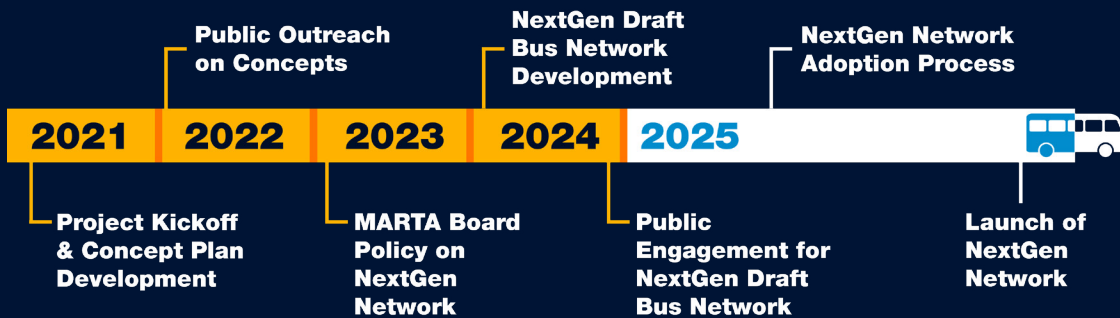 Public Outreach
on Concepts
NextGen Draft
Bus Network
Development
NextGen Network
Adoption Process
2021
2022
2023
2024
2025
Project Kickoff
& Concept Plan
Development
MARTA Board
Policy on
NextGen
Network
Public
Engagement for
NextGen Draft
Bus Network
Launch of
NextGen
Network